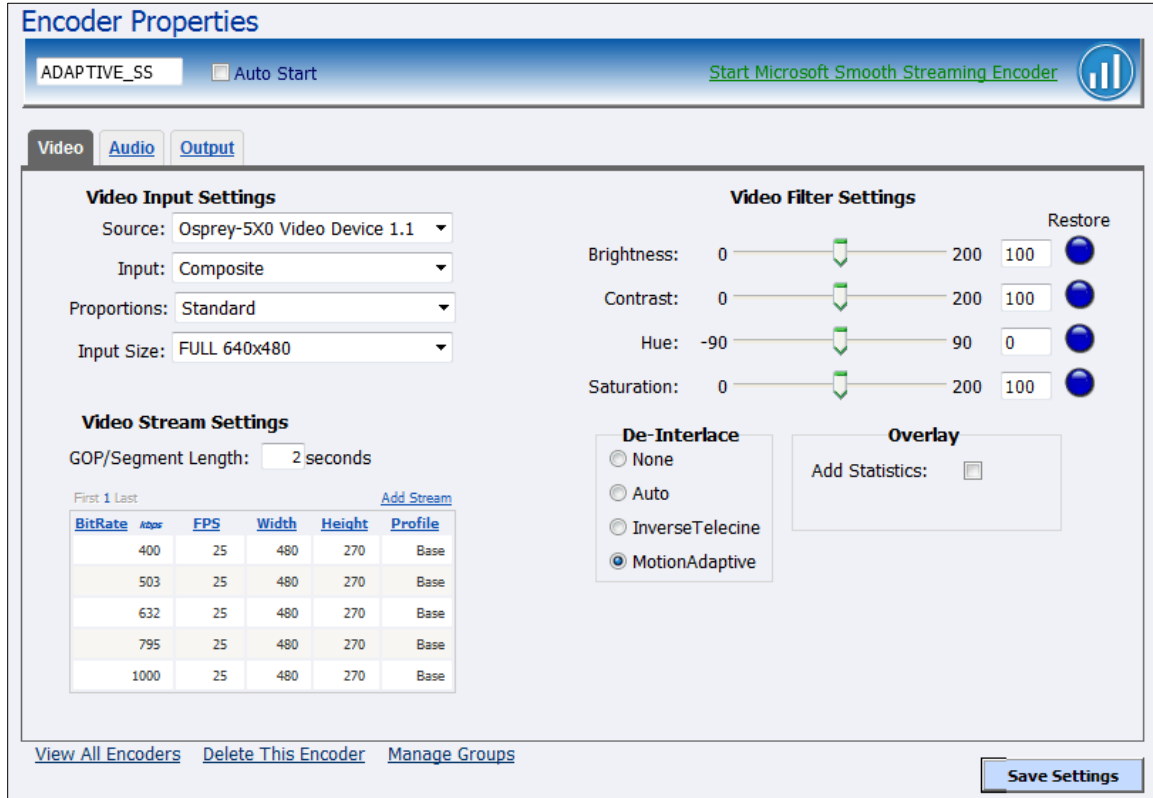 Encoder Properties
ADAPTIVE_SS Auto Start Start Microsoft Smooth Streaming Encoder
Video Audio Output
Video Input Settings
Source: Osprey-5X0 Video Device 1.1
Input: Composite
Proportions: Standard
Input Size: FULL 640x480
Video Stream Settings
GOP/Segment Length: 2 seconds
First 1 Last Add Stream
BitRate kbps FPS Width Height Profile
400 25 480 270 Base
503 25 480 270 Base
632 25 480 270 Base
795 25 480 270 Base
1000 25 480 270 Base
Video Filter Settings
Restore
Brightness: 0 200 100
Contrast: 0 200 100
Hue: -90 90 0
Saturation: 0 200 100
De-Interlace
None
Auto
InverseTelecine
MotionAdaptive
Overlay
Add Statistics:
View All Encoders Delete This Encoder Manage Groups
Save Settings